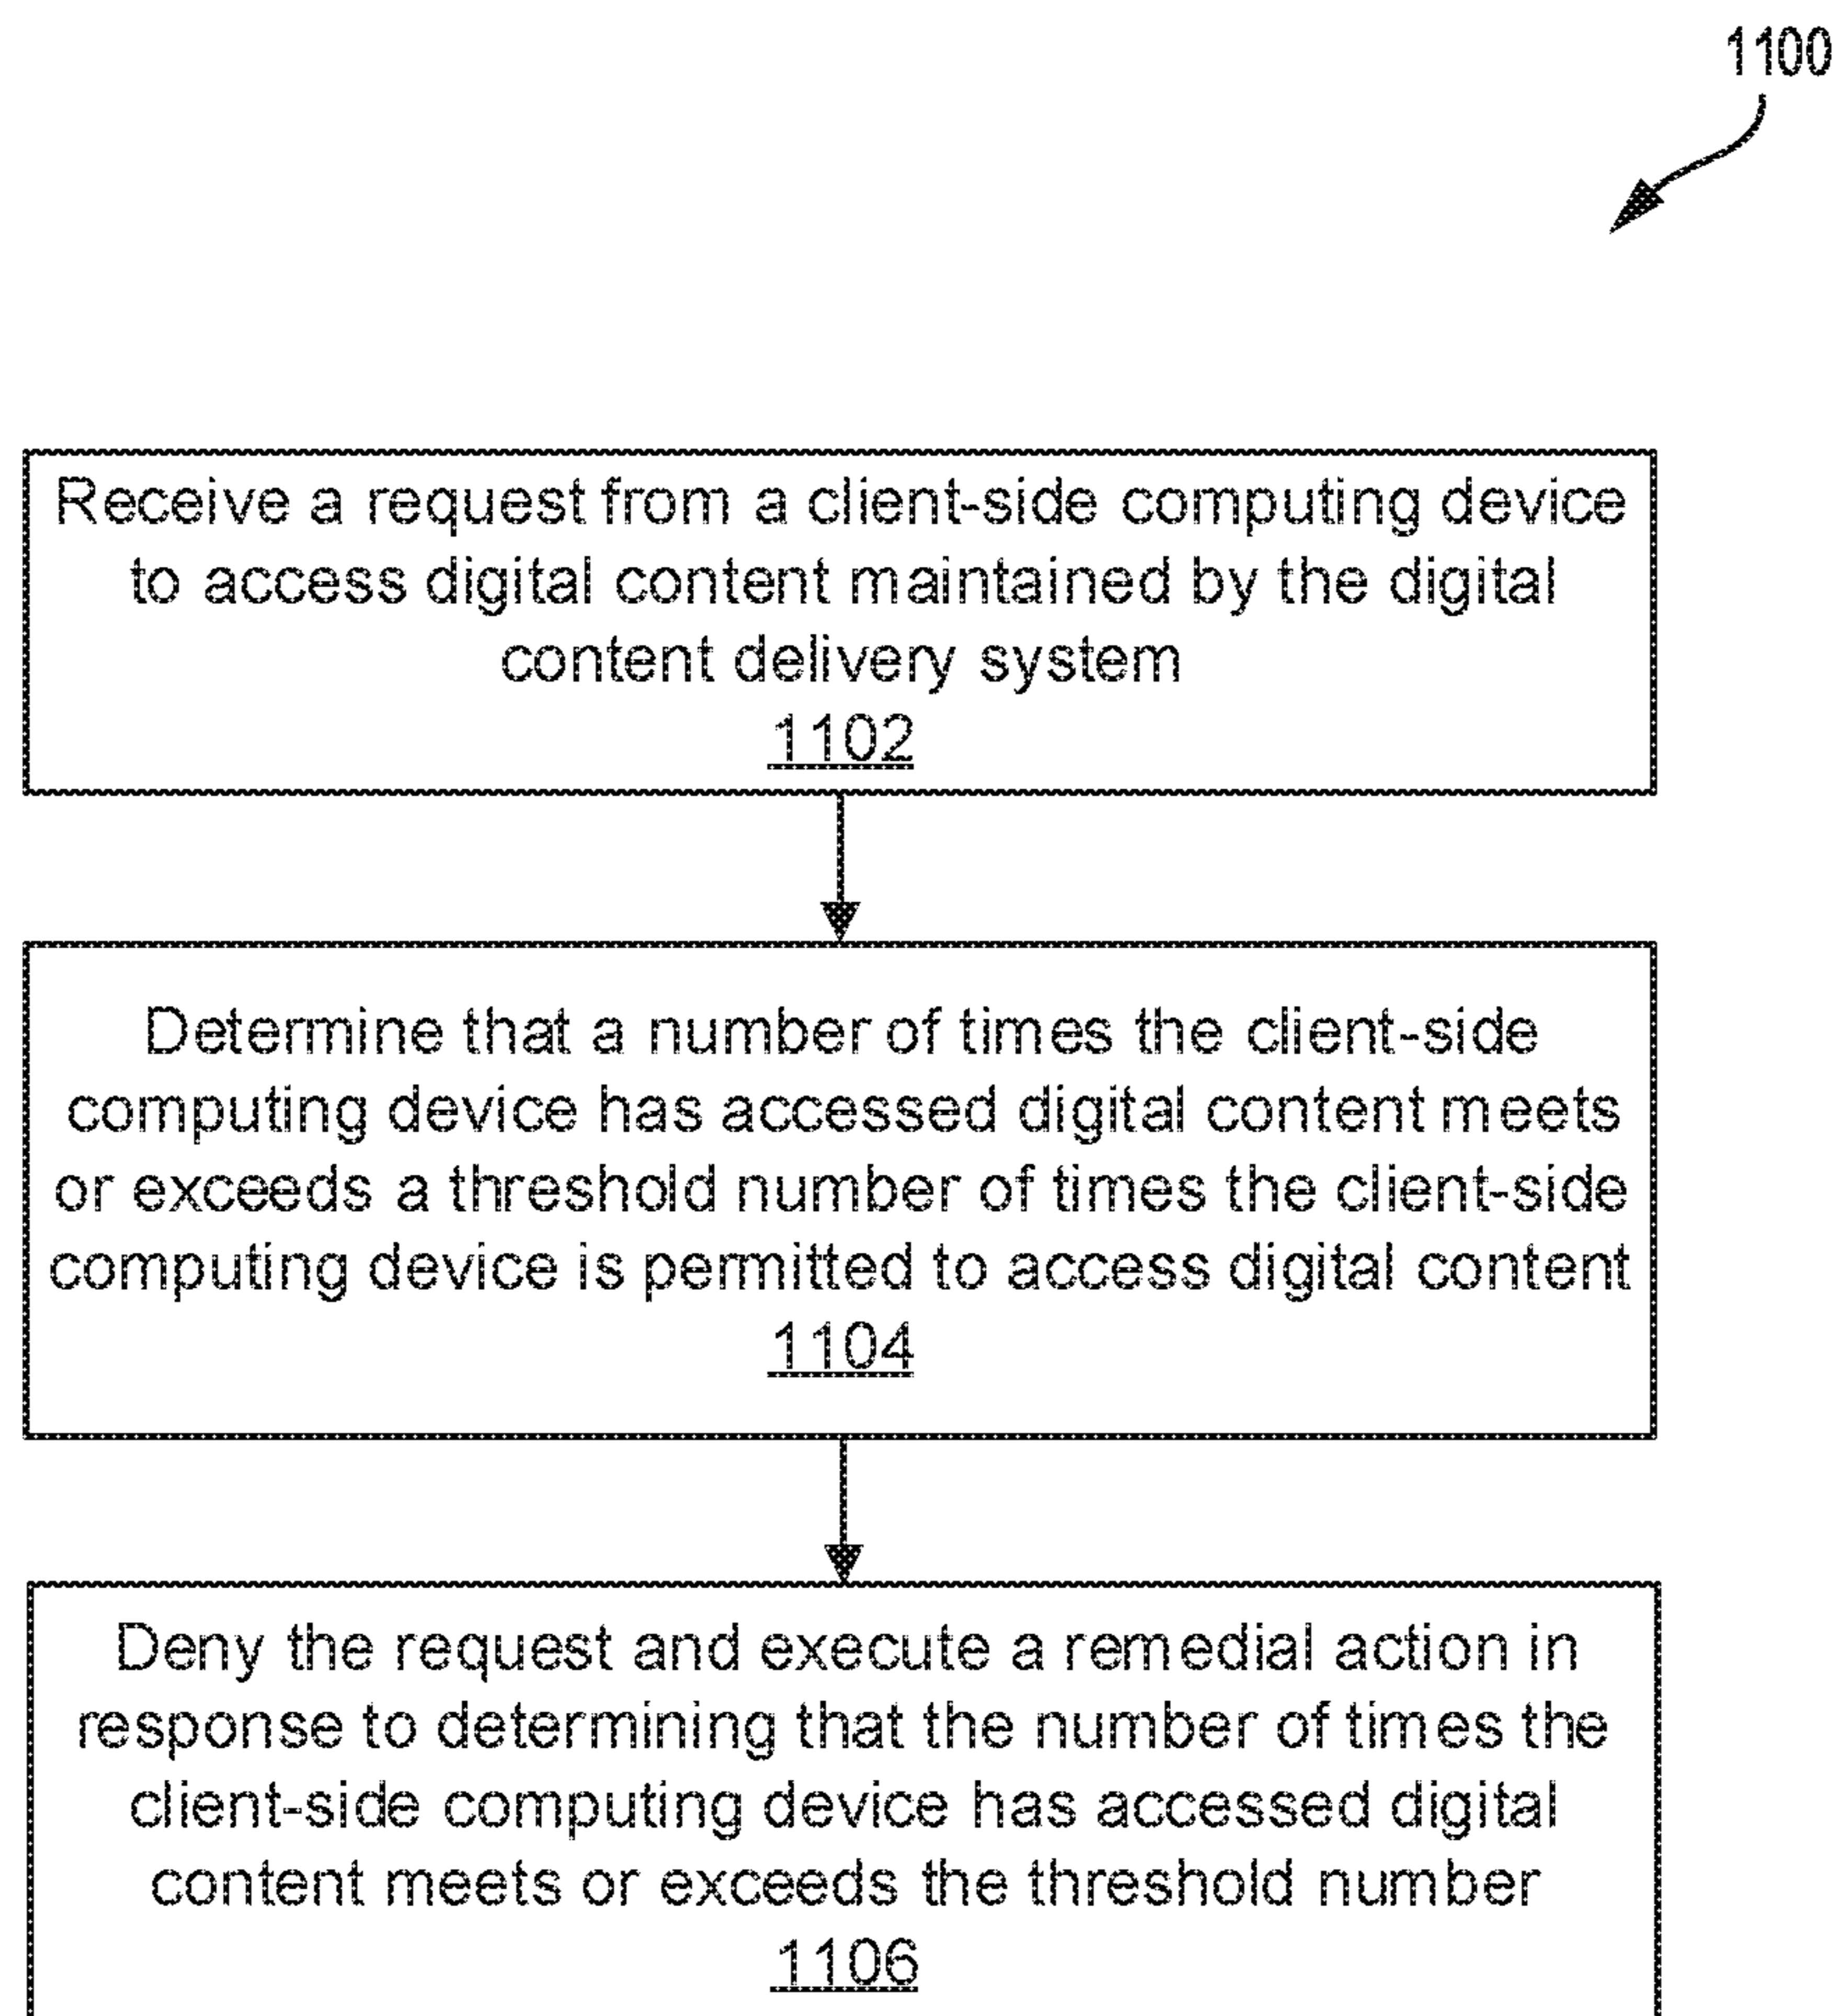 1100
Receive a request from a client-side computing device
to access digital content maintained by the digital
content delivery system
1102
Determine that a number of times the client-side
computing device has accessed digital content meets
or exceeds a threshold number of times the client-side
computing device is permitted to access digital content
1104
Deny the request and execute a remedial action in
response to determining that the number of times the
client-side computing device has accessed digital
content meets or exceeds the threshold number
1106